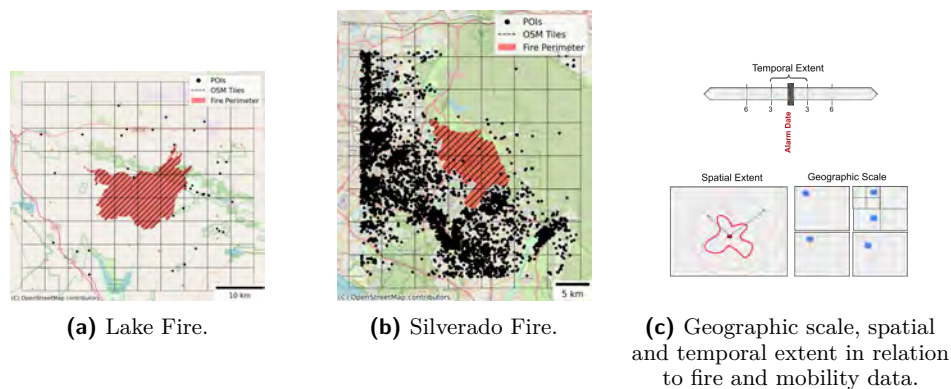 POIs
OSM Tiles
Fire Perimeter
(C) OpenStreetMap contributors
10 km
(a) Lake Fire.
POIs
OSM Tiles
Fire Perimeter
(C) OpenStreetMap contributors
5 km
(b) Silverado Fire.
Temporal Extent
6 3 3 6
Alarm Date
Spatial Extent
Geographic Scale
(c) Geographic scale, spatial
and temporal extent in relation
to fire and mobility data.